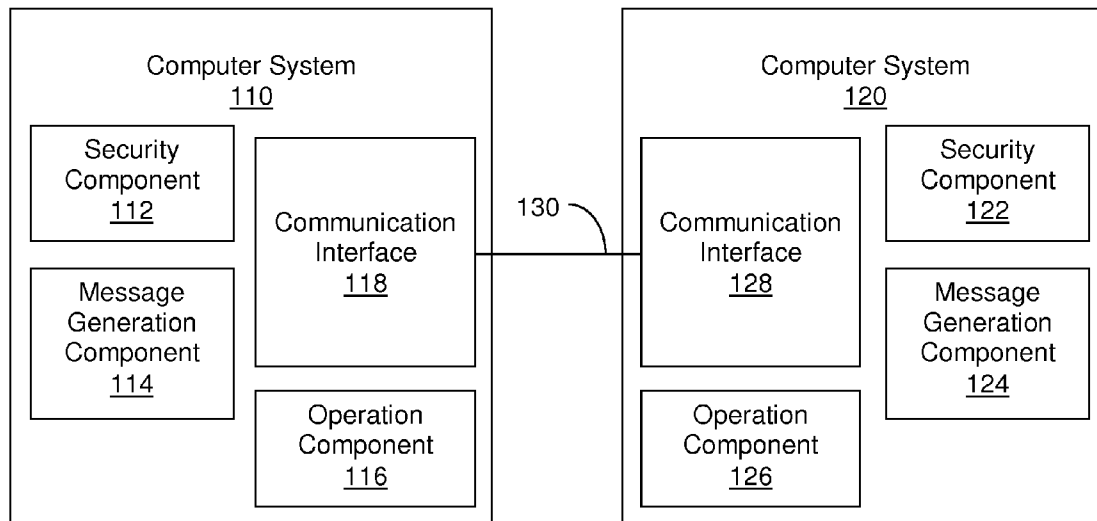 Computer System
110
Security
Component
112
Message
Generation
Component
114
Communication
Interface
118
Operation
Component
116
130
Computer System
120
Communication
Interface
128
Security
Component
122
Message
Generation
Component
124
Operation
Component
126